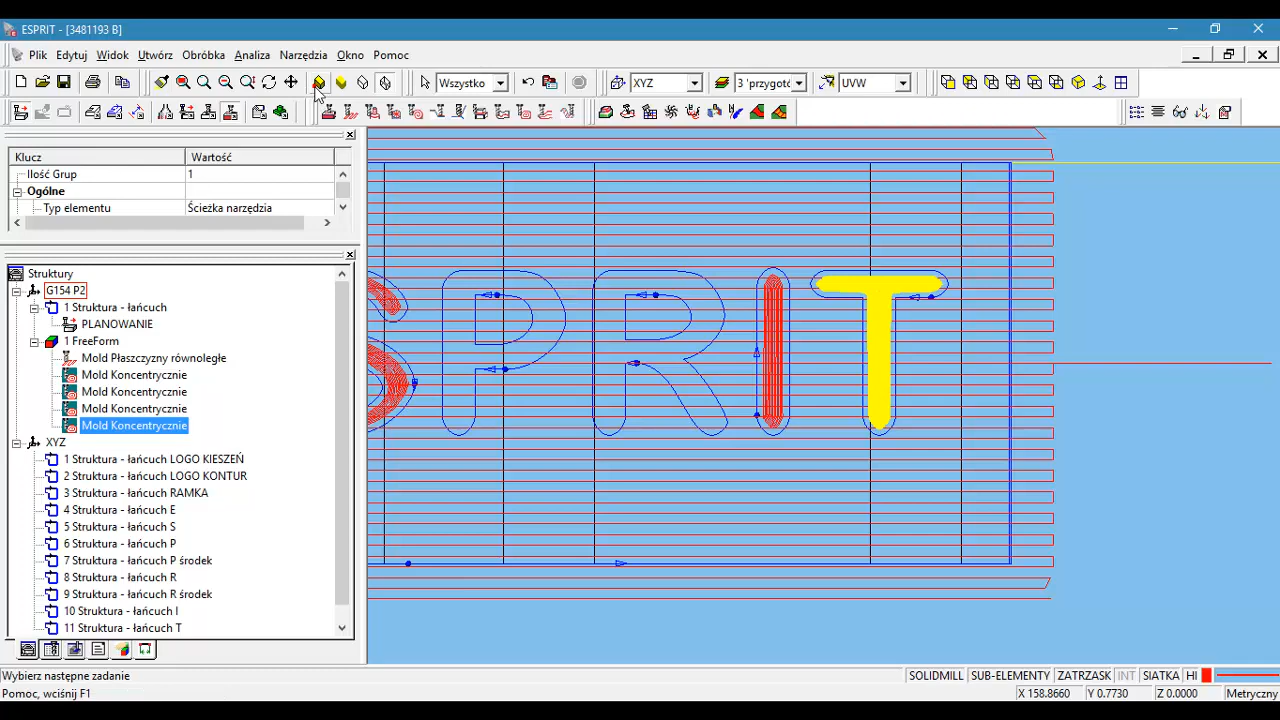 ESPRIT - [3481193 B]
Plik Edytuj Widok Utwórz Obróbka Analiza Narzędzia Okno Pomoc
Wszystko XYZ 3 'przygoto UVW
Klucz Wartość
Ilość Grup 1
Ogólne
Typ elementu Ścieżka narzędzia
Struktury
G154 P2
1 Struktura - łańcuch
PLANOWANIE
1 FreeForm
Mold Płaszczyzny równoległe
Mold Koncentrycznie
Mold Koncentrycznie
Mold Koncentrycznie
Mold Koncentrycznie
XYZ
1 Struktura - łańcuch LOGO KIESZEŃ
2 Struktura - łańcuch LOGO KONTUR
3 Struktura - łańcuch RAMKA
4 Struktura - łańcuch E
5 Struktura - łańcuch S
6 Struktura - łańcuch P
7 Struktura - łańcuch P środek
8 Struktura - łańcuch R
9 Struktura - łańcuch R środek
10 Struktura - łańcuch I
11 Struktura - łańcuch T
SPRIT
Wybierz następne zadanie SOLIDMILL SUB-ELEMENTY ZATRZASK INT SIATKA HI
Pomoc, wciśnij F1 X 158.8660 Y 0.7730 Z 0.0000 Metryczny